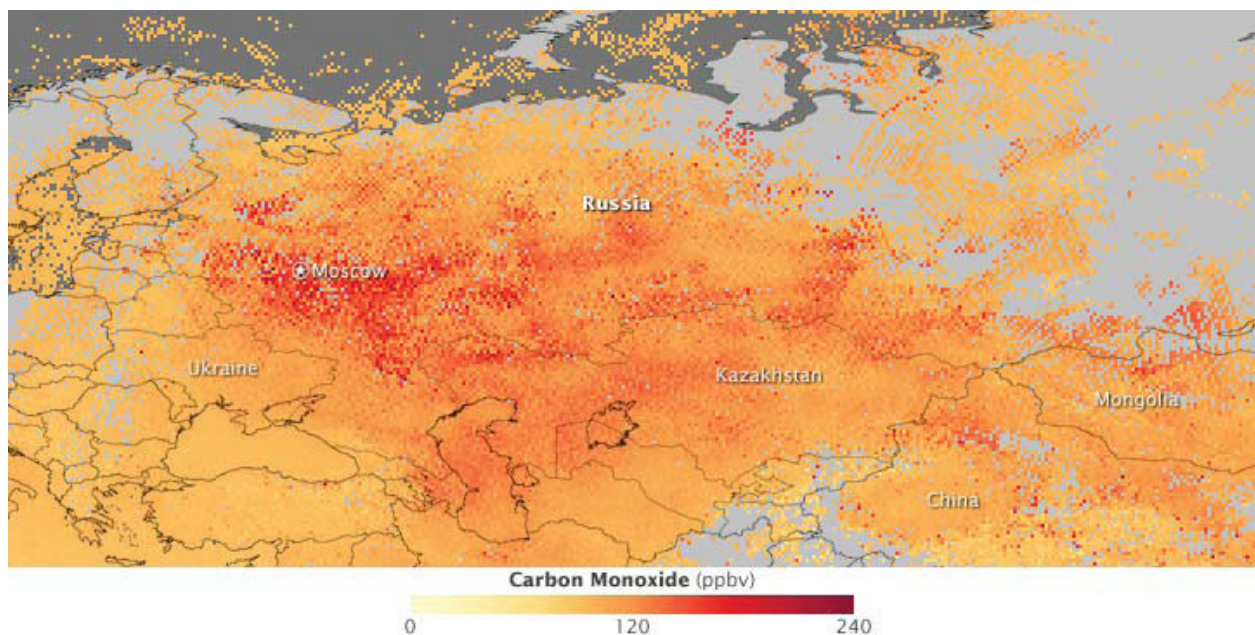 Russia
Moscow
Ukraine
Kazakhstan
Mongolia
China
Carbon Monoxide (ppbv)
0 120 240